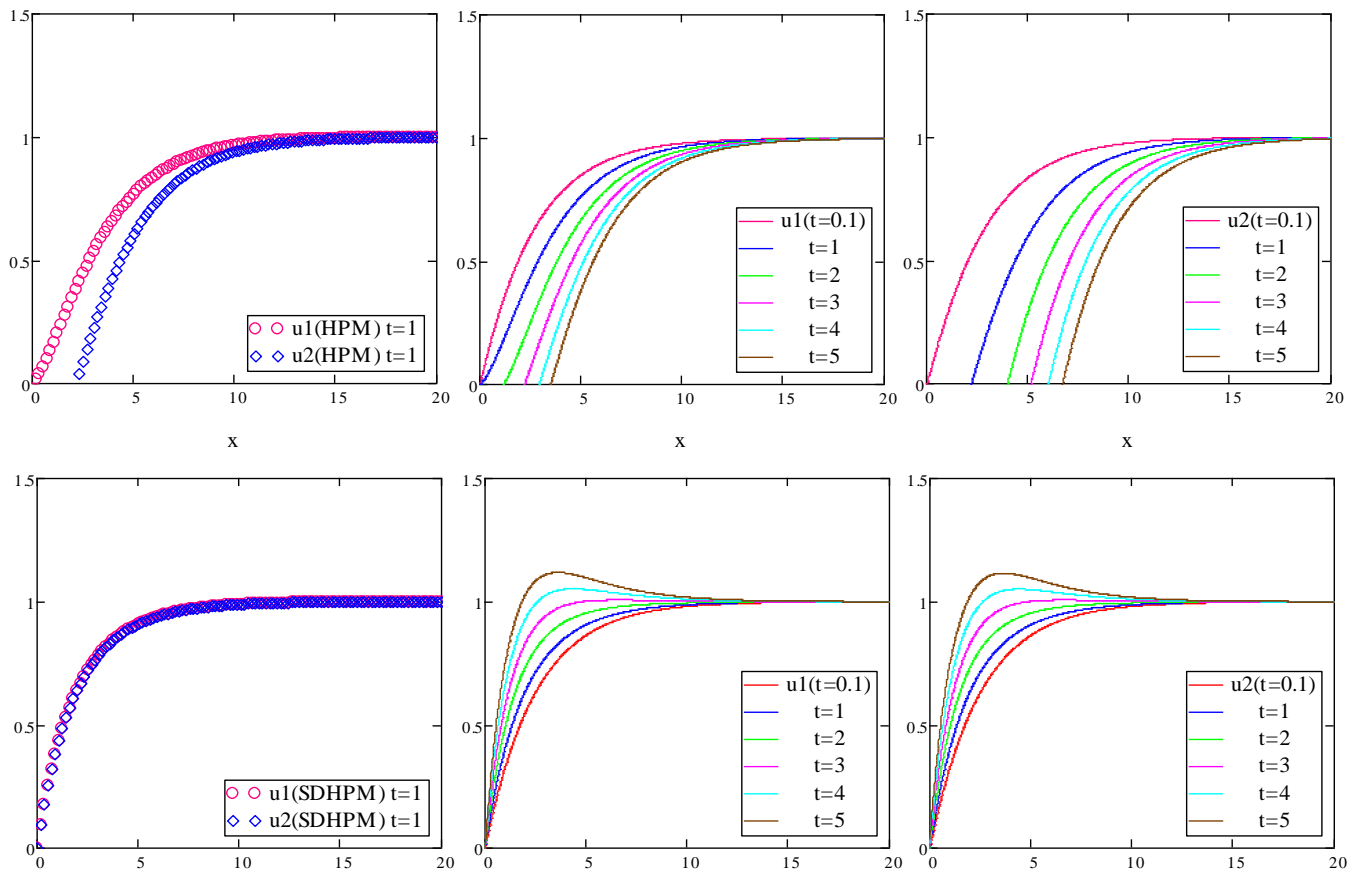 1.5
1
0.5
0
0 5 10 15 20
x
u1(HPM) t=1
u2(HPM) t=1
1.5
1
0.5
0
0 5 10 15 20
x
u1(t=0.1)
t=1
t=2
t=3
t=4
t=5
1.5
1
0.5
0
0 5 10 15 20
x
u2(t=0.1)
t=1
t=2
t=3
t=4
t=5
1.5
1
0.5
0
0 5 10 15 20
u1(SDHPM) t=1
u2(SDHPM) t=1
1.5
1
0.5
0
0 5 10 15 20
u1(t=0.1)
t=1
t=2
t=3
t=4
t=5
1.5
1
0.5
0
0 5 10 15 20
u2(t=0.1)
t=1
t=2
t=3
t=4
t=5